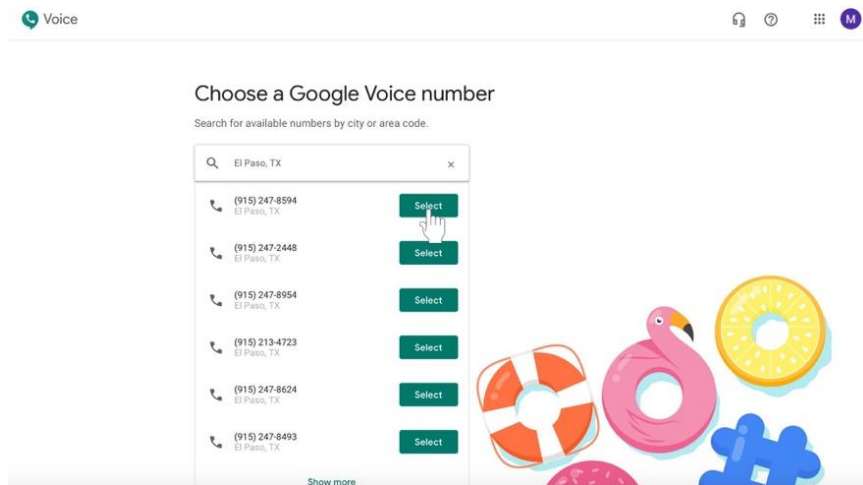 Voice
M
Choose a Google Voice number
Search for available numbers by city or area code.
El Paso, TX
(915) 247-8594
El Paso, TX
Select
(915) 247-2448
El Paso, TX
Select
(915) 247-8954
El Paso, TX
Select
(915) 213-4723
El Paso, TX
Select
(915) 247-8624
El Paso, TX
Select
(915) 247-8493
El Paso, TX
Select
Show more